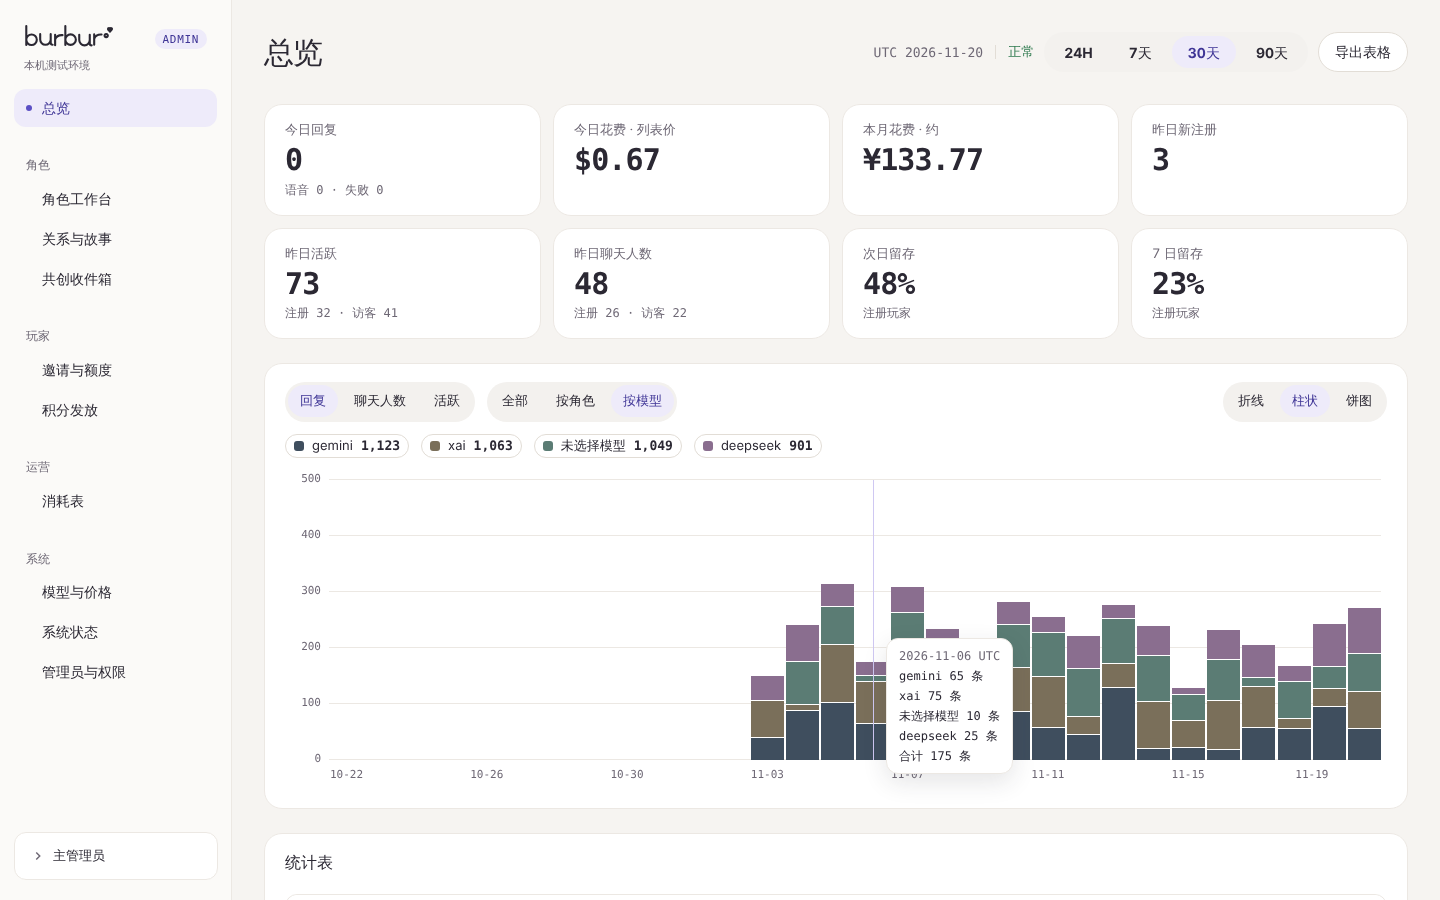 burbur
ADMIN
本机测试环境
总览
角色
角色工作台
关系与故事
共创收件箱
玩家
邀请与额度
积分发放
运营
消耗表
系统
模型与价格
系统状态
管理员与权限
主管理员
总览
UTC 2026-11-20
正常
24H 7天 30天 90天
导出表格
今日回复
0
语音 0 · 失败 0
今日花费 · 列表价
$0.67
本月花费 · 约
¥133.77
昨日新注册
3
昨日活跃
73
注册 32 · 访客 41
昨日聊天人数
48
注册 26 · 访客 22
次日留存
48%
注册玩家
7 日留存
23%
注册玩家
回复 聊天人数 活跃
全部 按角色 按模型
折线 柱状 饼图
gemini 1,123
xai 1,063
未选择模型 1,049
deepseek 901
500
400
300
200
100
0
2026-11-06 UTC
gemini 65 条
xai 75 条
未选择模型 10 条
deepseek 25 条
合计 175 条
10-22 10-26 10-30 11-03 11-07 11-11 11-15 11-19
统计表